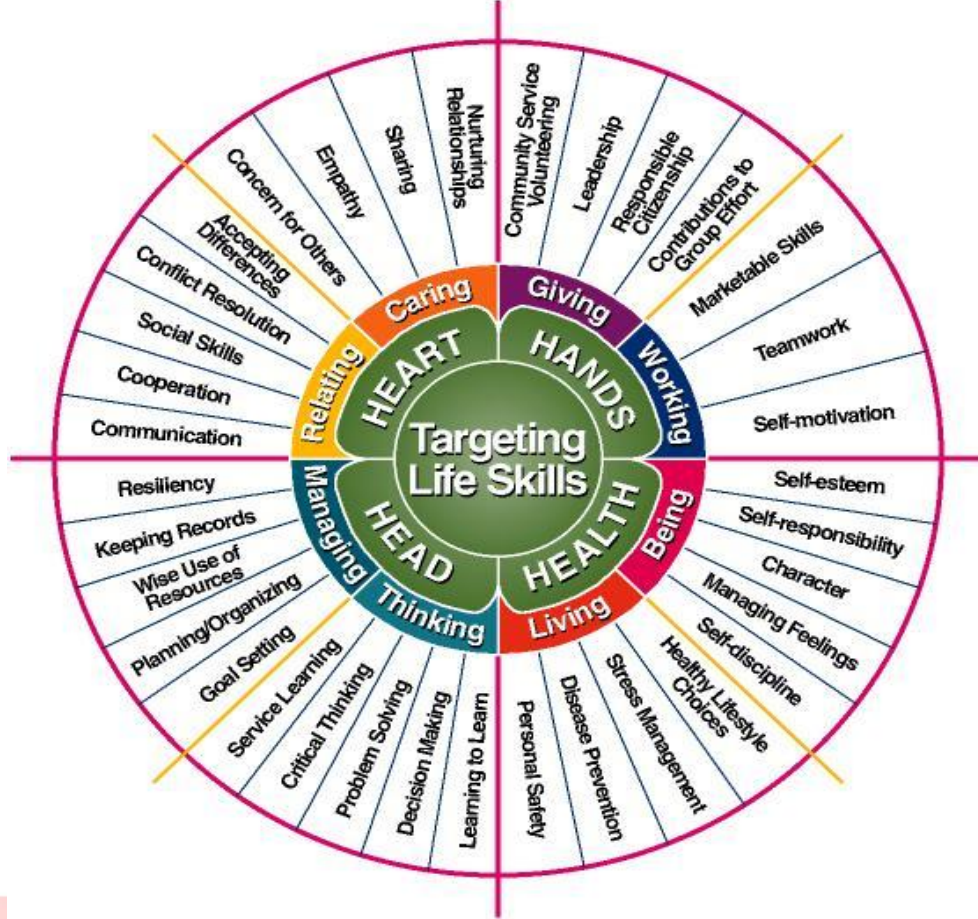 Targeting
Life Skills
HEART
HANDS
HEALTH
HEAD
Caring
Giving
Working
Being
Living
Thinking
Managing
Relating
Nurturing
Relationships
Sharing
Empathy
Concern for Others
Community Service
Volunteering
Leadership
Responsible
Citizenship
Contributions to
Group Effort
Marketable Skills
Teamwork
Self-motivation
Self-esteem
Self-responsibility
Character
Managing Feelings
Self-discipline
Healthy Lifestyle
Choices
Stress Management
Disease Prevention
Personal Safety
Learning to Learn
Decision Making
Problem Solving
Critical Thinking
Service Learning
Goal Setting
Planning/Organizing
Wise Use of
Resources
Keeping Records
Resiliency
Communication
Cooperation
Social Skills
Conflict Resolution
Accepting
Differences